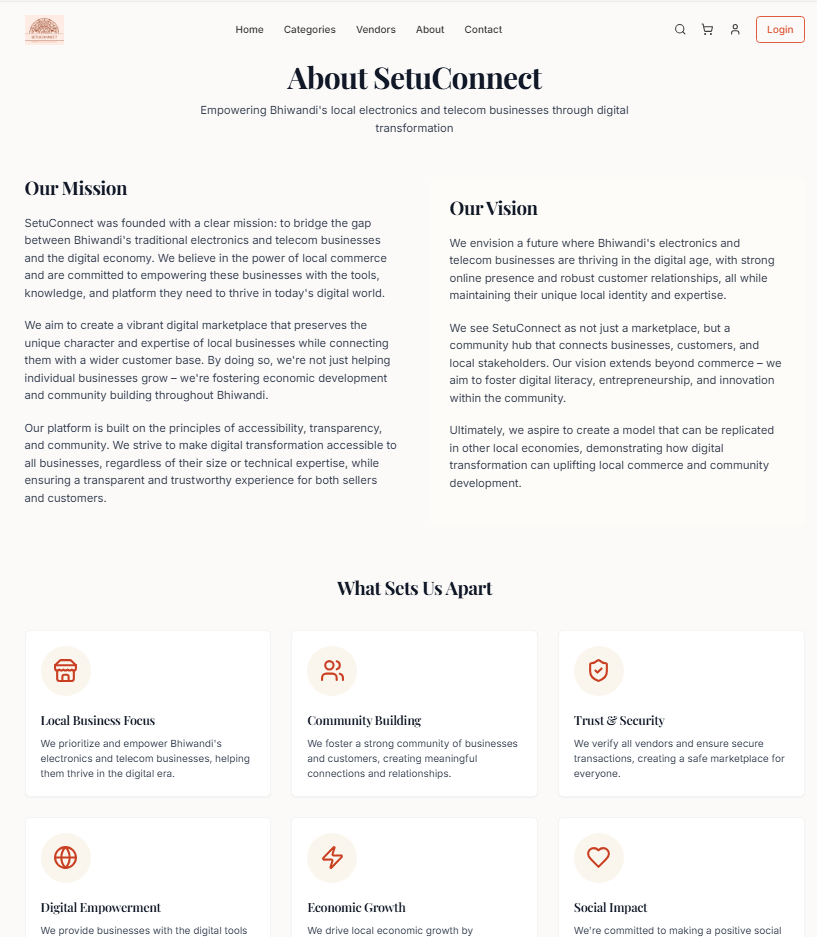 Home Categories Vendors About Contact Login
About SetuConnect
Empowering Bhiwandi's local electronics and telecom businesses through digital
transformation
Our Mission
SetuConnect was founded with a clear mission: to bridge the gap
between Bhiwandi's traditional electronics and telecom businesses
and the digital economy. We believe in the power of local commerce
and are committed to empowering these businesses with the tools,
knowledge, and platform they need to thrive in today's digital world.
We aim to create a vibrant digital marketplace that preserves the
unique character and expertise of local businesses while connecting
them with a wider customer base. By doing so, we're not just helping
individual businesses grow – we're fostering economic development
and community building throughout Bhiwandi.
Our platform is built on the principles of accessibility, transparency,
and community. We strive to make digital transformation accessible to
all businesses, regardless of their size or technical expertise, while
ensuring a transparent and trustworthy experience for both sellers
and customers.
Our Vision
We envision a future where Bhiwandi's electronics and
telecom businesses are thriving in the digital age, with strong
online presence and robust customer relationships, all while
maintaining their unique local identity and expertise.
We see SetuConnect as not just a marketplace, but a
community hub that connects businesses, customers, and
local stakeholders. Our vision extends beyond commerce – we
aim to foster digital literacy, entrepreneurship, and innovation
within the community.
Ultimately, we aspire to create a model that can be replicated
in other local economies, demonstrating how digital
transformation can uplifting local commerce and community
development.
What Sets Us Apart
Local Business Focus
We prioritize and empower Bhiwandi's
electronics and telecom businesses, helping
them thrive in the digital era.
Community Building
We foster a strong community of businesses
and customers, creating meaningful
connections and relationships.
Trust & Security
We verify all vendors and ensure secure
transactions, creating a safe marketplace for
everyone.
Digital Empowerment
We provide businesses with the digital tools
Economic Growth
We drive local economic growth by
Social Impact
We're committed to making a positive social